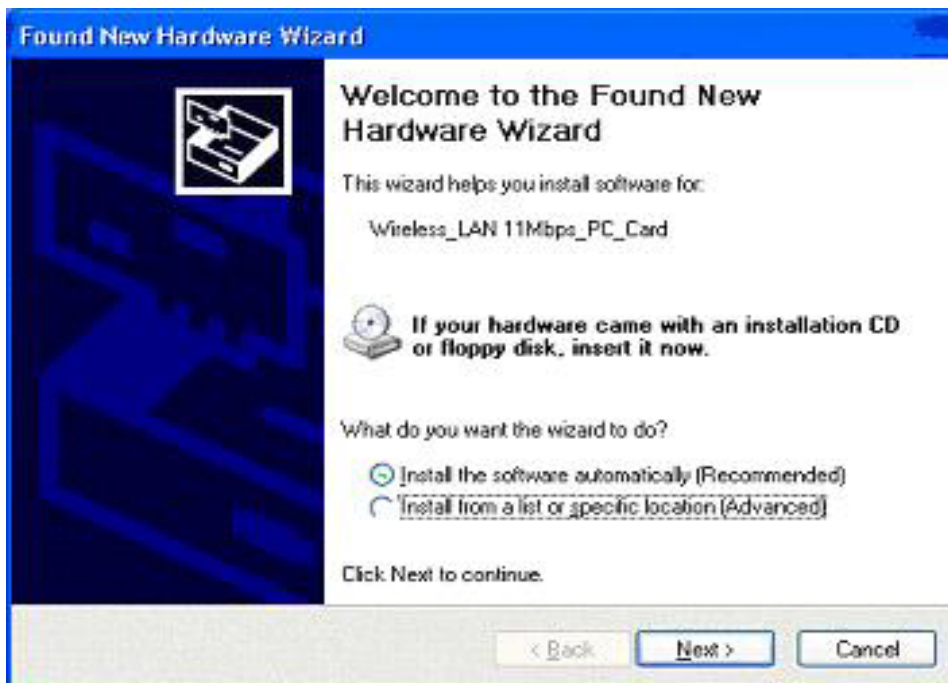 Found New Hardware Wizard
Welcome to the Found New
Hardware Wizard
This wizard helps you install software for:
Wireless_LAN 11Mbps_PC_Card
If your hardware came with an installation CD
or floppy disk, insert it now.
What do you want the wizard to do?
Install the software automatically (Recommended)
Install from a list or specific location (Advanced)
Click Next to continue.
< Back
Next >
Cancel